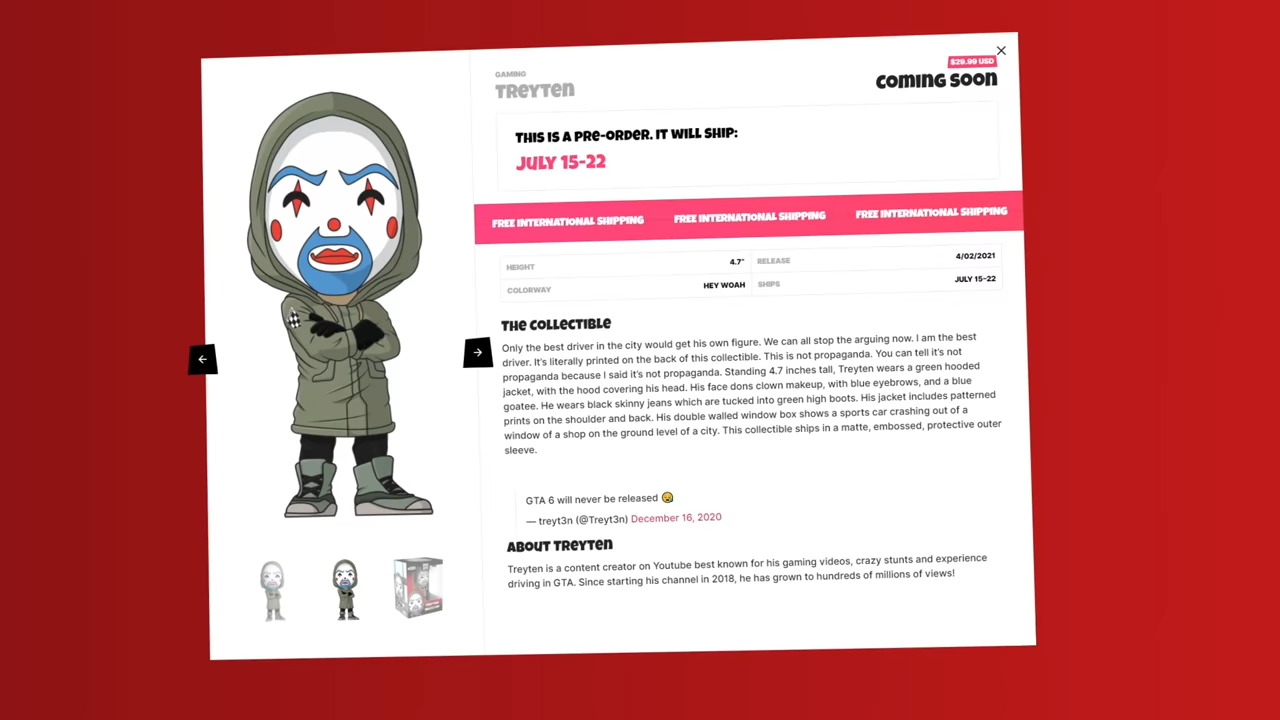 GAMING
Treyten
$29.99 USD
Coming Soon
This is a pre-order. It will ship:
July 15-22
FREE INTERNATIONAL SHIPPING FREE INTERNATIONAL SHIPPING FREE INTERNATIONAL SHIPPING
HEIGHT 4.7" RELEASE 4/02/2021
COLORWAY HEY WOAH SHIPS JULY 15-22
The Collectible
Only the best driver in the city would get his own figure. We can all stop the arguing now. I am the best
driver. It's literally printed on the back of this collectible. This is not propaganda. You can tell it's not
propaganda because I said it's not propaganda. Standing 4.7 inches tall, Treyten wears a green hooded
jacket, with the hood covering his head. His face dons clown makeup, with blue eyebrows, and a blue
goatee. He wears black skinny jeans which are tucked into green high boots. His jacket includes patterned
prints on the shoulder and back. His double walled window box shows a sports car crashing out of a
window of a shop on the ground level of a city. This collectible ships in a matte, embossed, protective outer
sleeve.
GTA 6 will never be released 😪
— treyt3n (@Treyt3n) December 16, 2020
About Treyten
Treyten is a content creator on Youtube best known for his gaming videos, crazy stunts and experience
driving in GTA. Since starting his channel in 2018, he has grown to hundreds of millions of views!